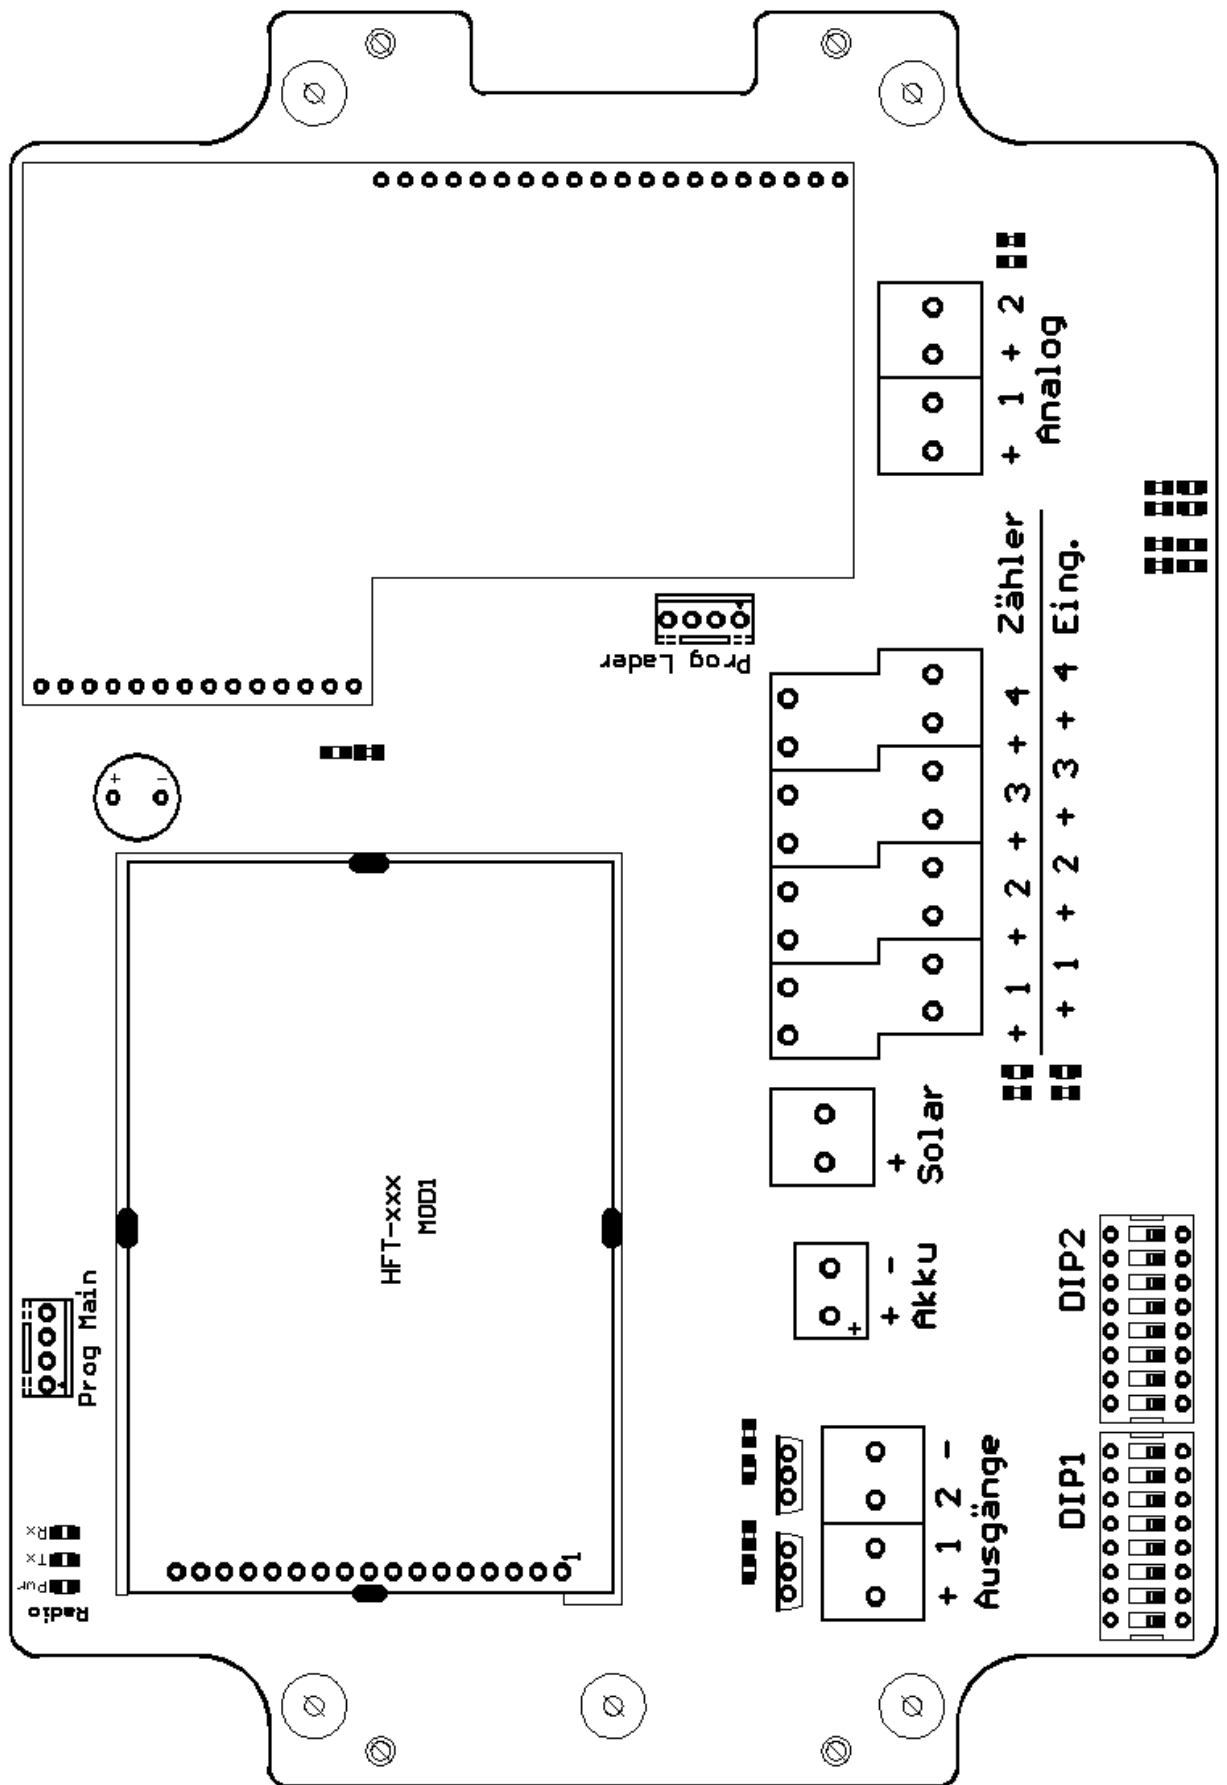 + 1 + 2
Analog
Zähler
+ 1 + 2 + 3 + 4
Eing.
+ 1 + 2 + 3 + 4
Prog Lader
+ -
HFT-xxx
MOD1
+
Solar
+ -
+
Akku
Prog Main
DIP2
DIP1
+ 1 2 -
Ausgänge
1
Rx
Tx
Pwr
Radio